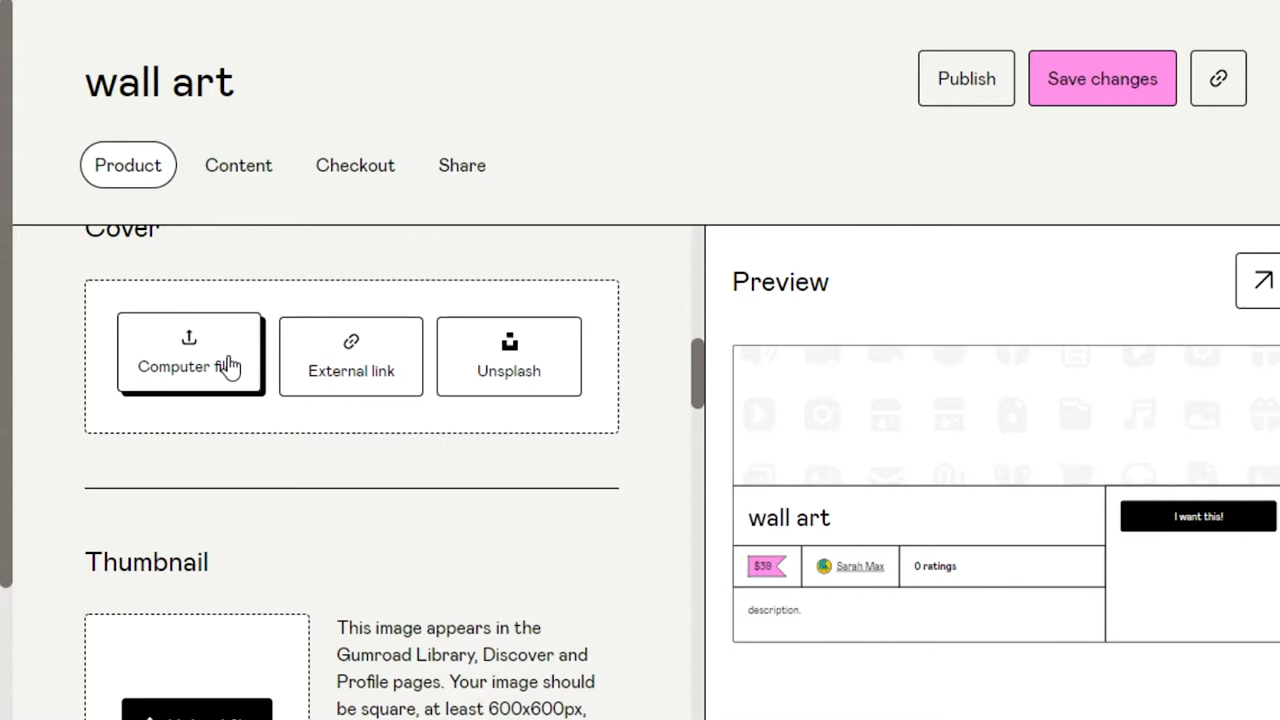 wall art
Publish
Save changes
Product
Content
Checkout
Share
Cover
Computer
External link
Unsplash
Preview
wall art
I want this!
$39
Sarah Max
0 ratings
description.
Thumbnail
This image appears in the
Gumroad Library, Discover and
Profile pages. Your image should
be square, at least 600x600px,